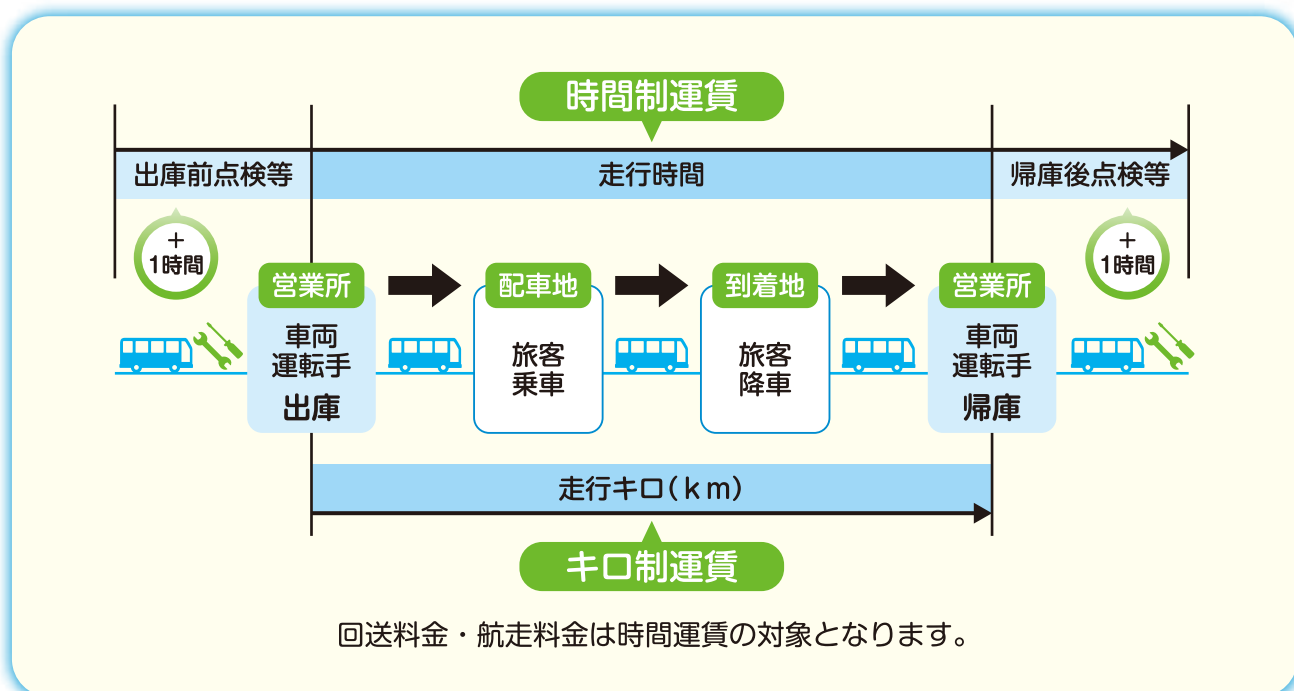 時間制運賃
出庫前点検等
走行時間
帰庫後点検等
＋
1時間
＋
1時間
営業所
車両
運転手
出庫
配車地
旅客
乗車
到着地
旅客
降車
営業所
車両
運転手
帰庫
走行キロ(km)
キロ制運賃
回送料金・航走料金は時間運賃の対象となります。